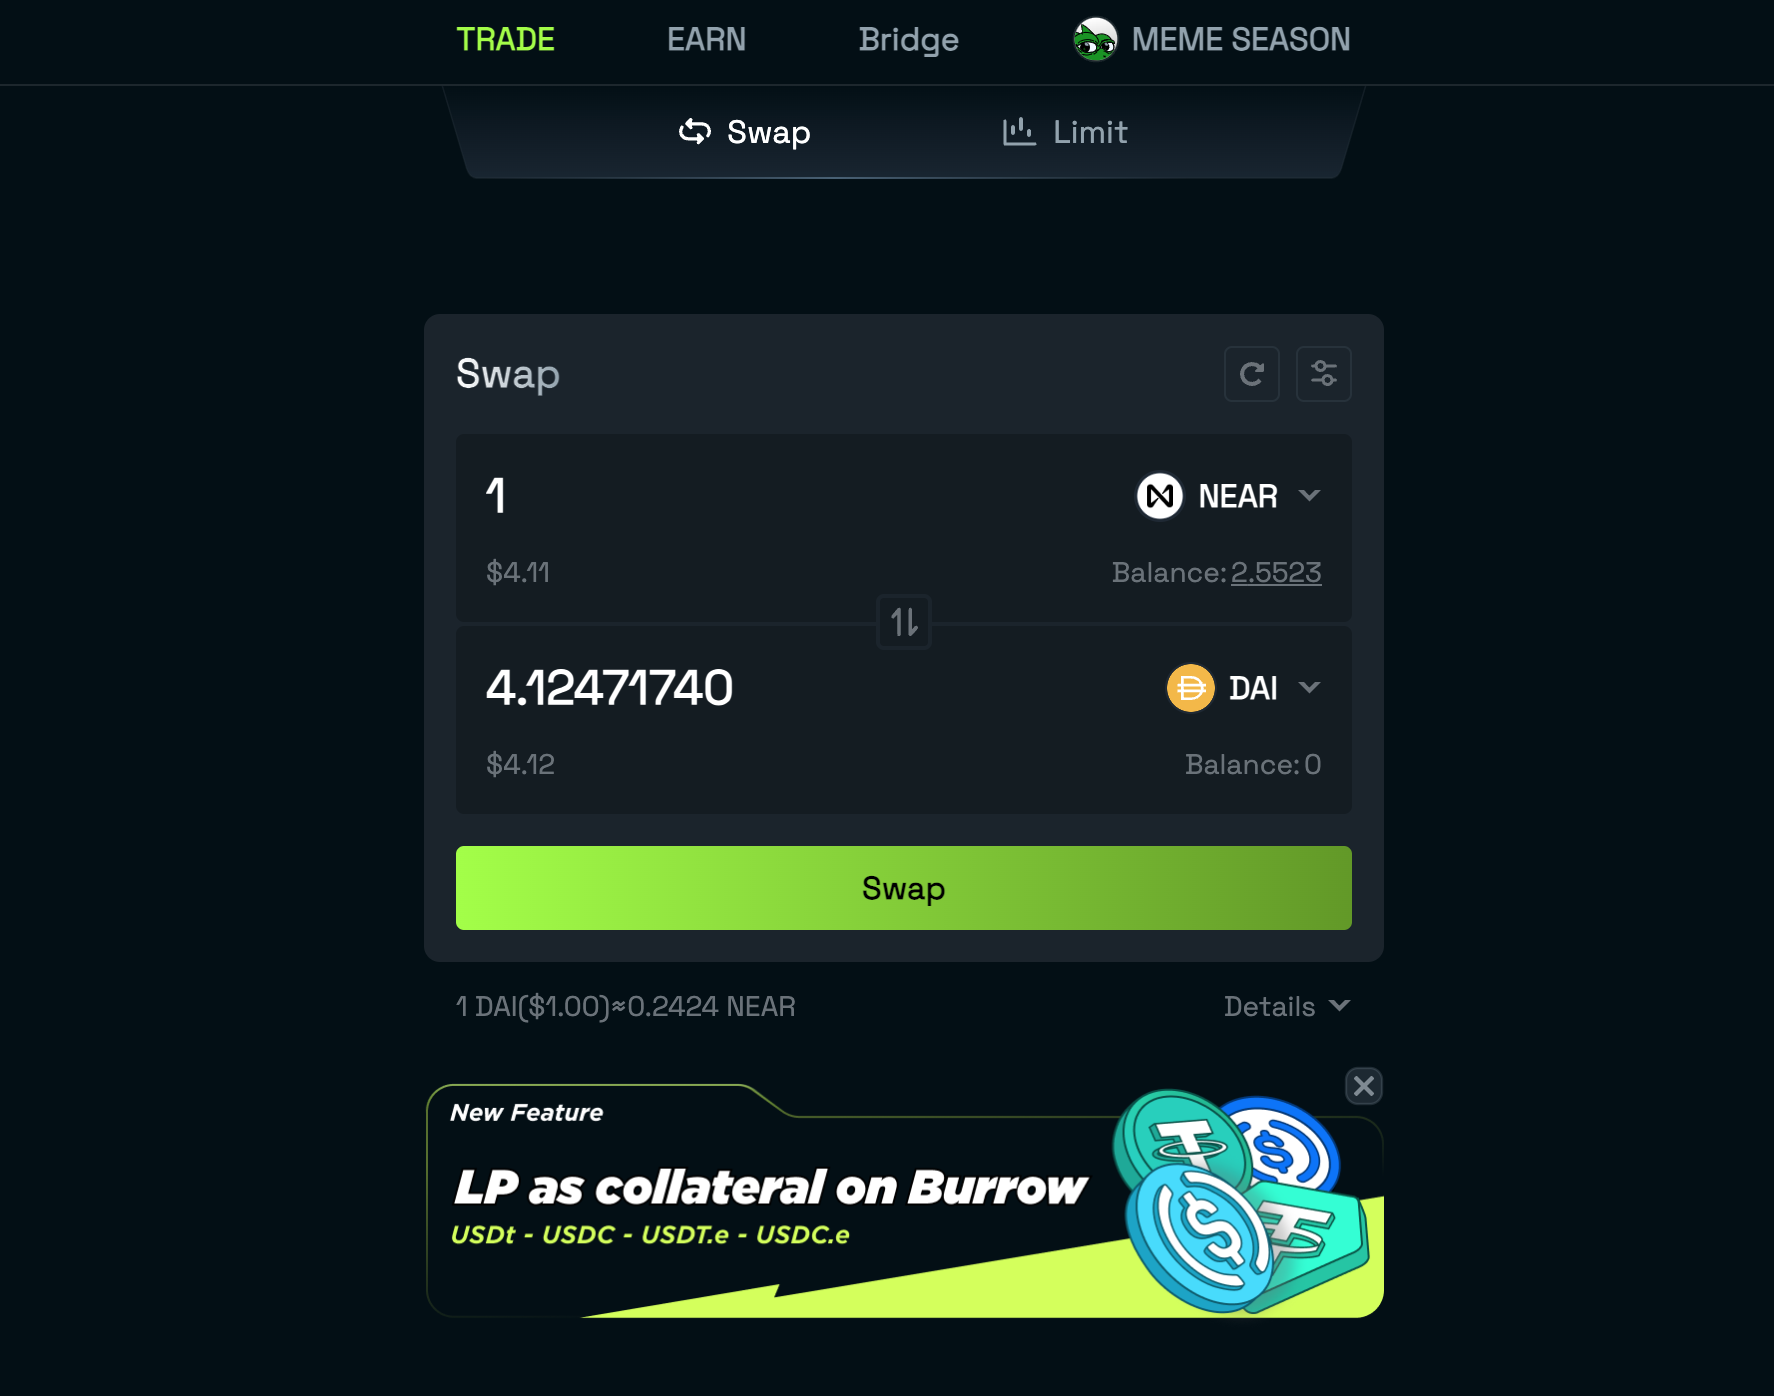 TRADE EARN Bridge MEME SEASON
Swap Limit
Swap
1 NEAR
$4.11 Balance: 2.5523
4.12471740 DAI
$4.12 Balance: 0
Swap
1 DAI($1.00)≈0.2424 NEAR Details
New Feature
LP as collateral on Burrow
USDt - USDC - USDT.e - USDC.e